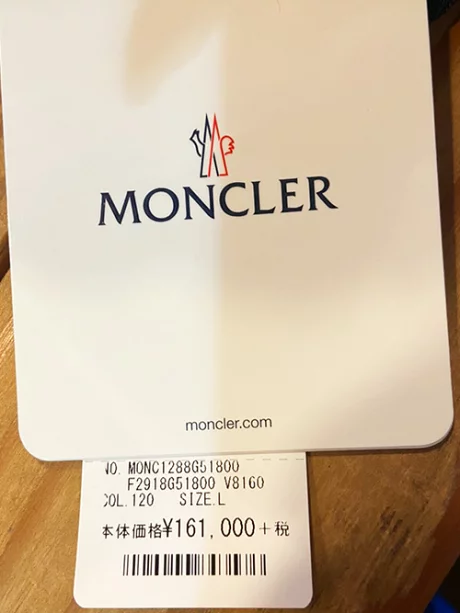 MONCLER
moncler.com
NO. MONC1288G51800
F2918G51800 V8160
COL. 120 SIZE. L
本体価格¥161,000+税